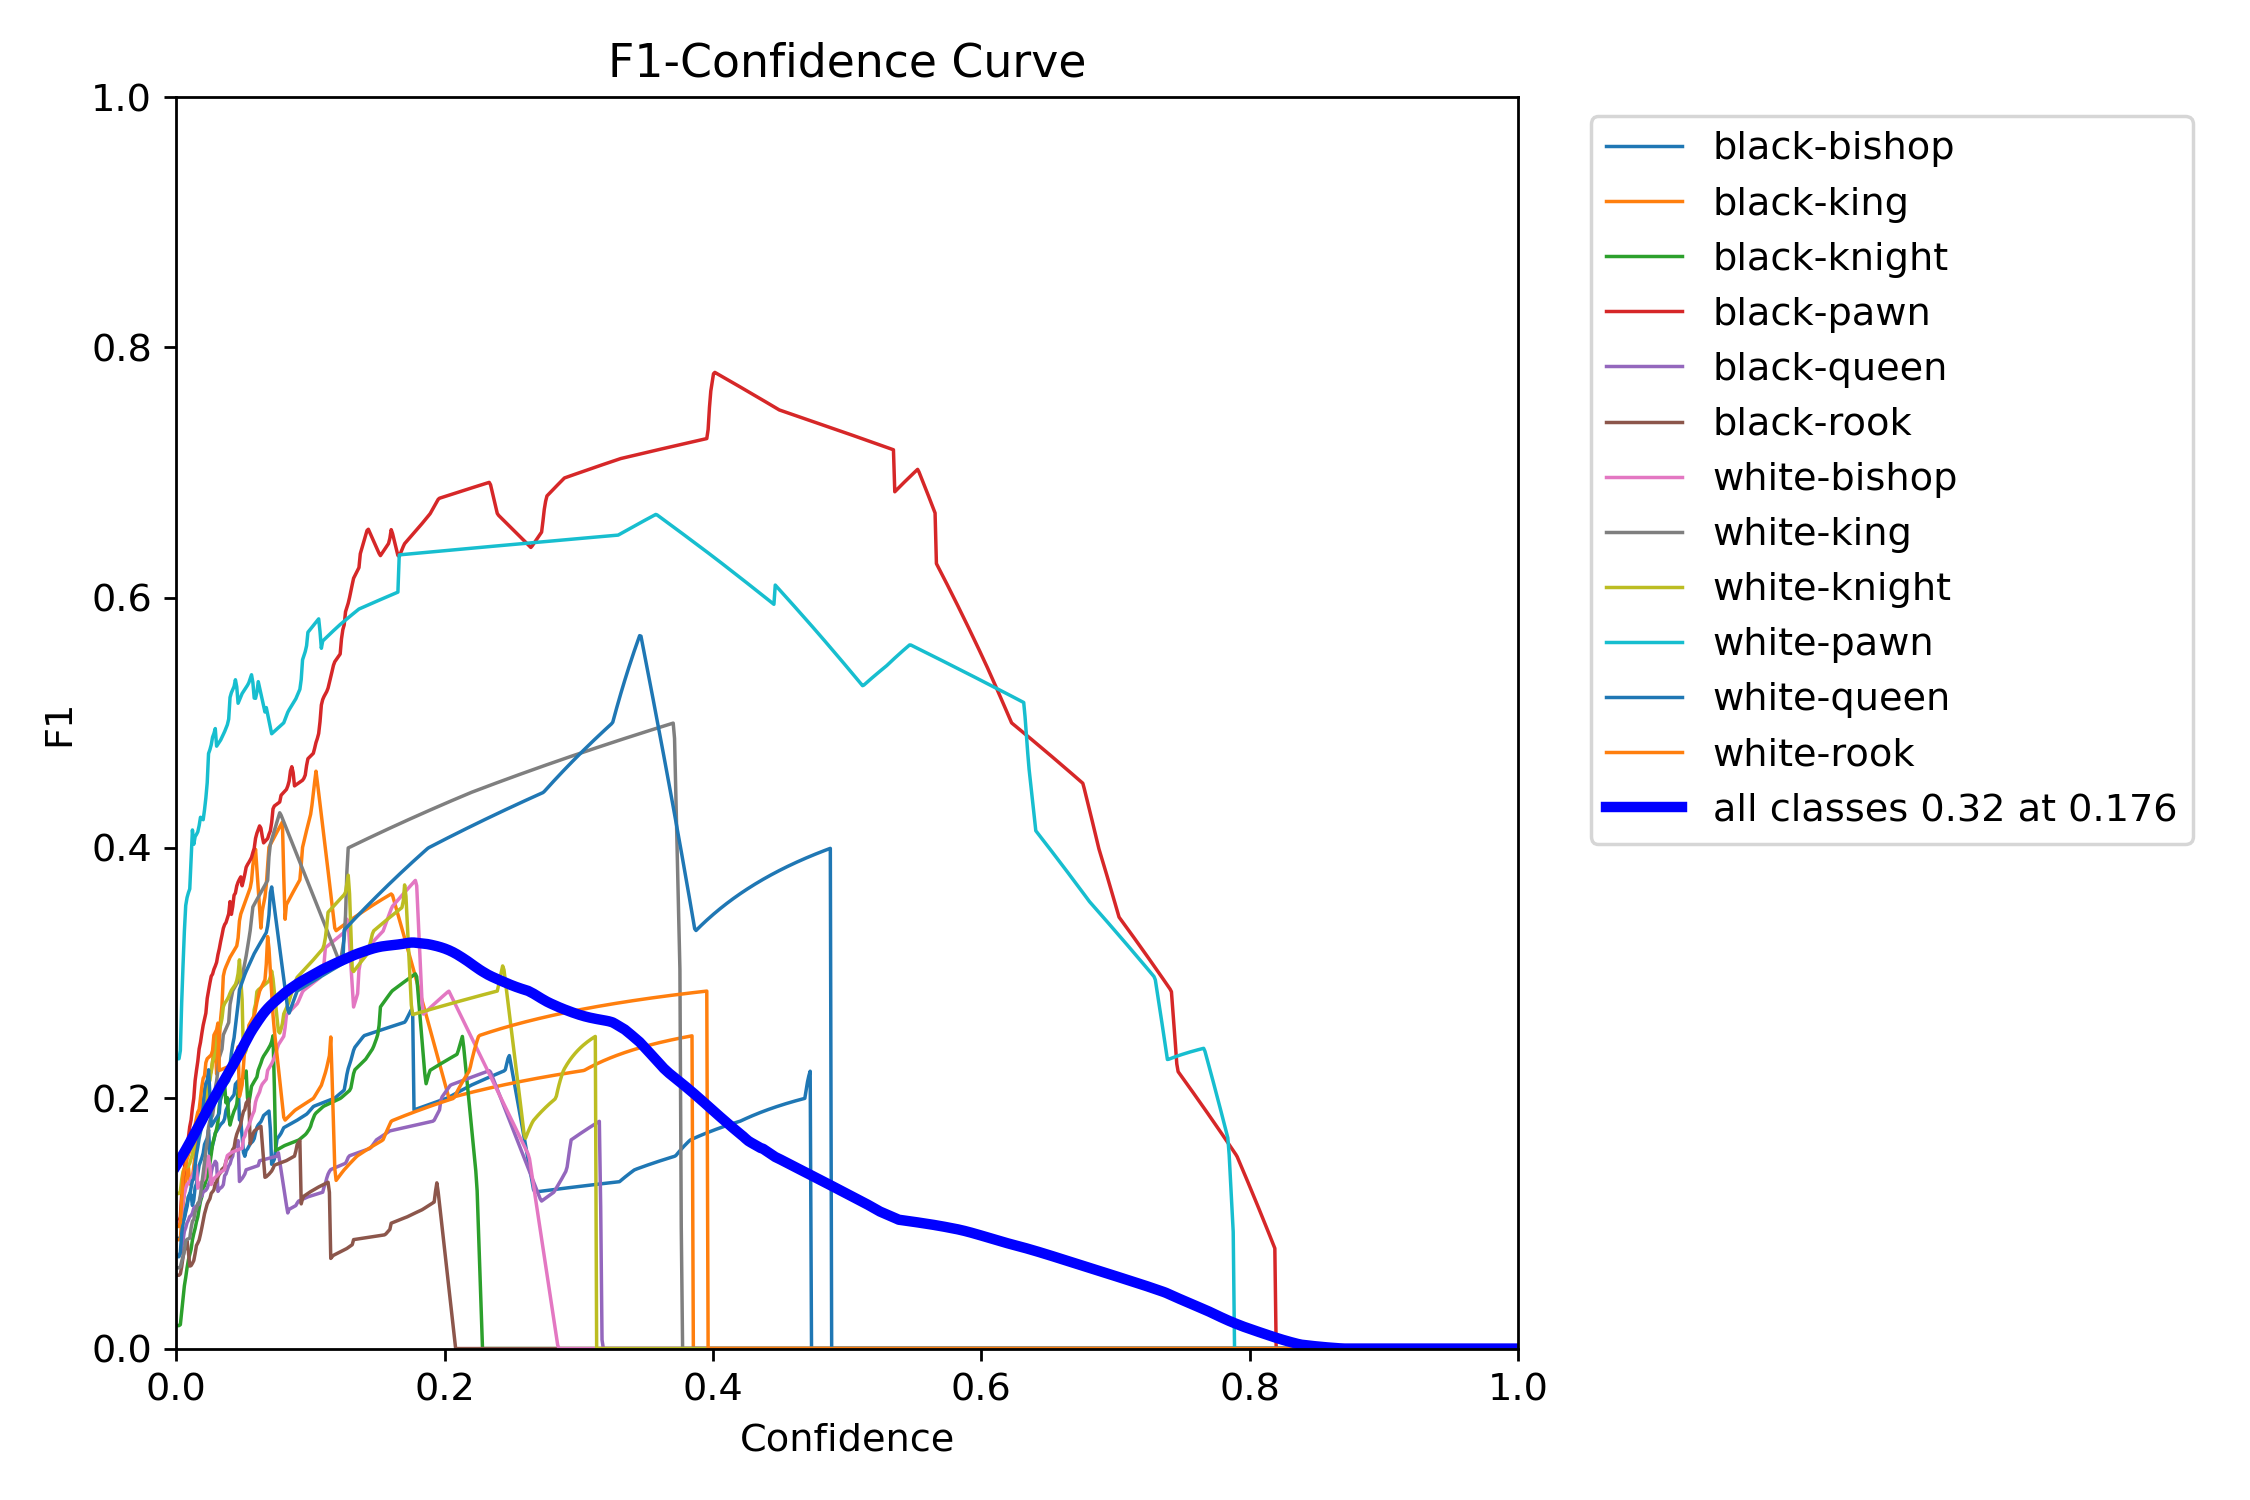 F1-Confidence Curve
1.0
0.8
0.6
0.4
0.2
0.0
F1
0.0 0.2 0.4 0.6 0.8 1.0
Confidence
black-bishop
black-king
black-knight
black-pawn
black-queen
black-rook
white-bishop
white-king
white-knight
white-pawn
white-queen
white-rook
all classes 0.32 at 0.176